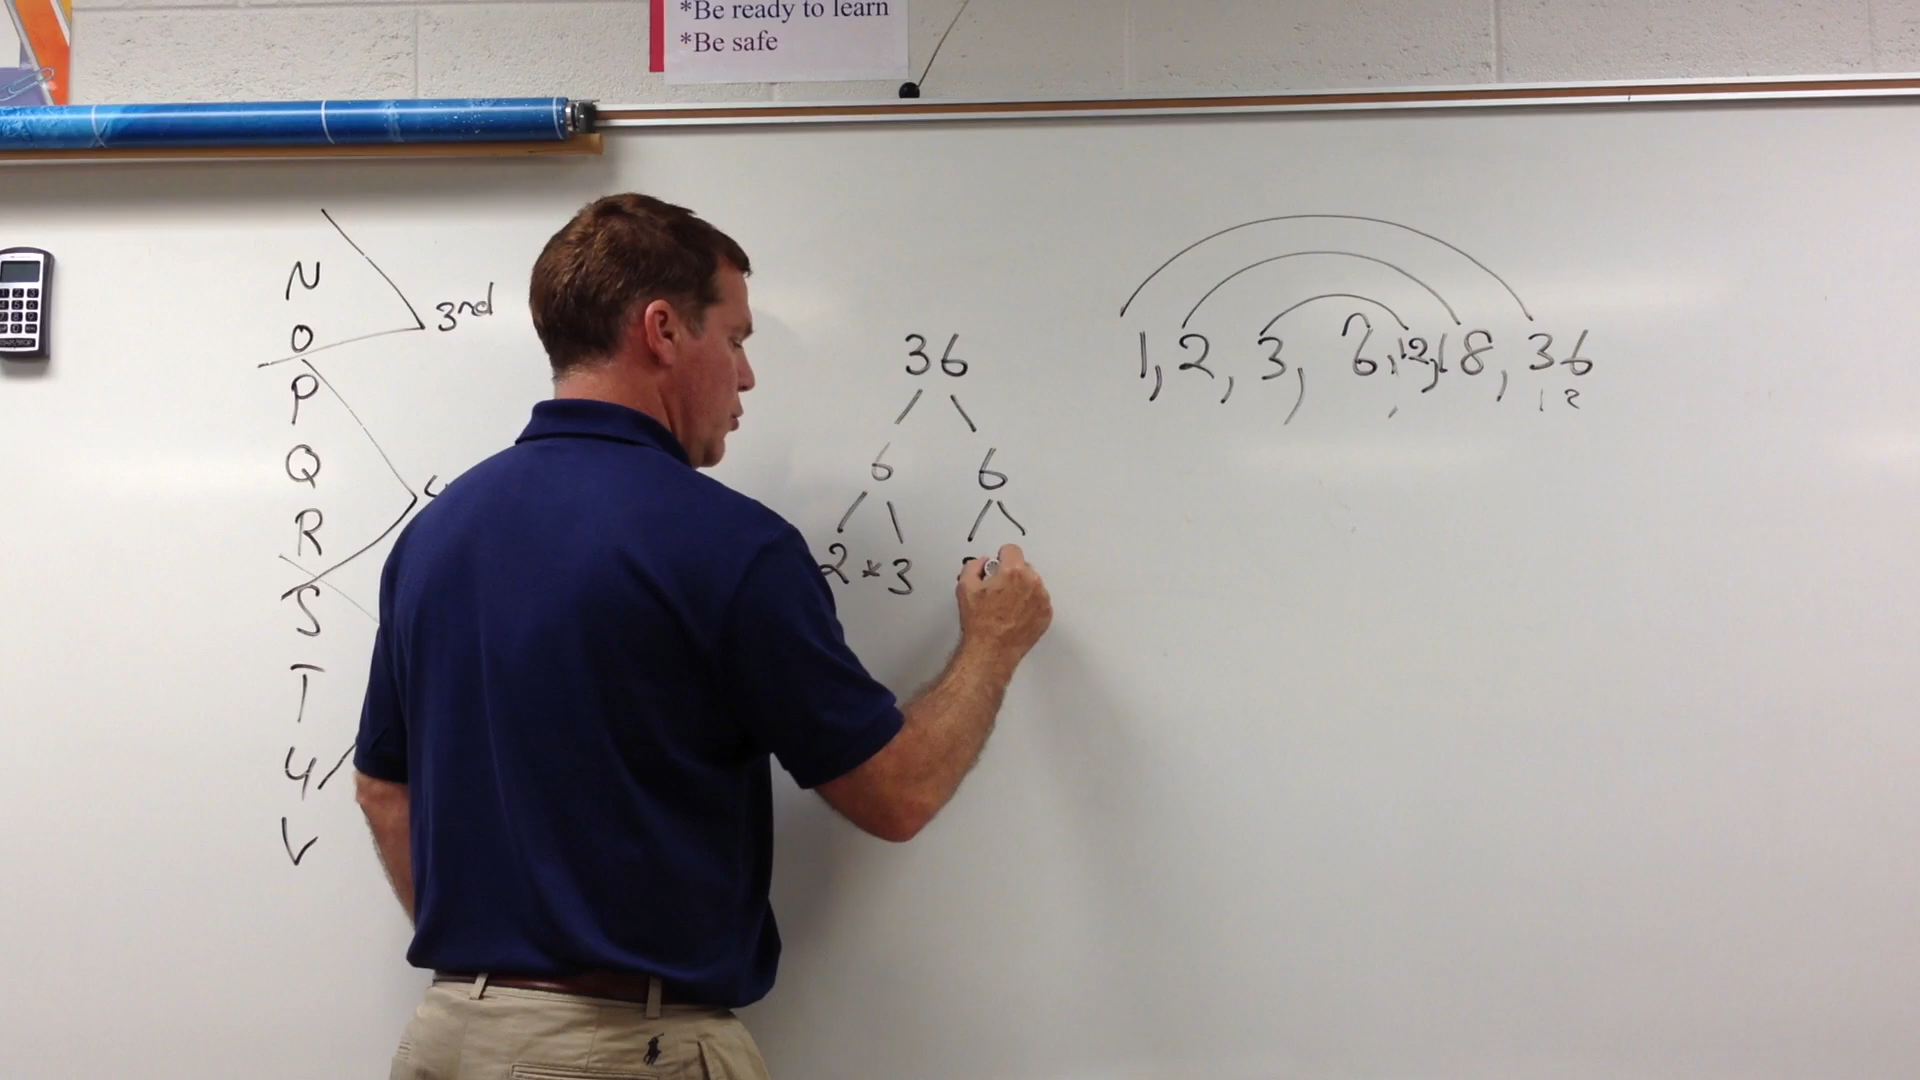 *Be ready to learn
*Be safe
N
3rd
O
P
Q
R
S
T
U
V
36
6 6
2 * 3
1, 2, 3, 6, 12, 18, 36
12